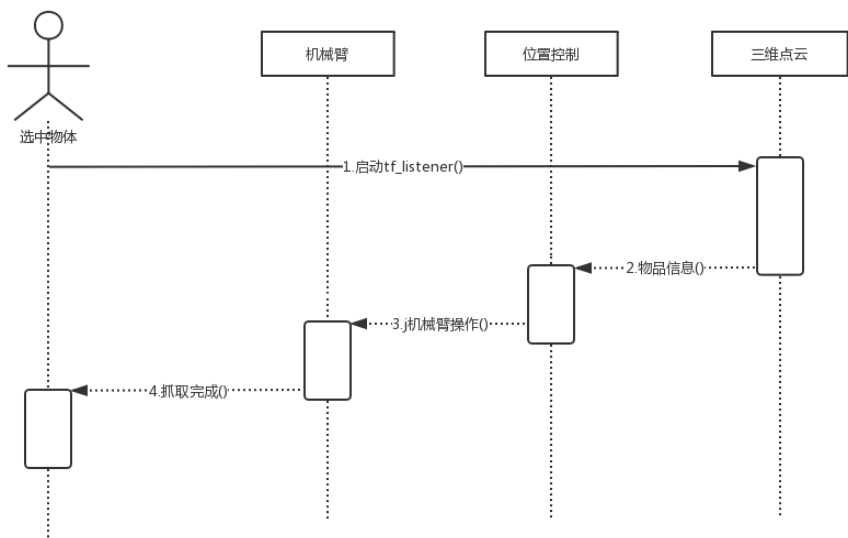 机械臂
位置控制
三维点云
选中物体
1.启动tf_listener()
2.物品信息()
3.j机械臂操作()
4.抓取完成()